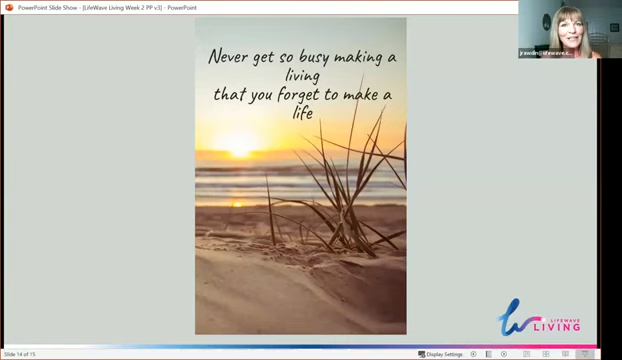 PowerPoint Slide Show - [LifeWave Living Week 2 PP v3] - PowerPoint
Never get so busy making a
living
that you forget to make a
life
LIFEWAVE
LIVING
Slide 14 of 15
Display Settings